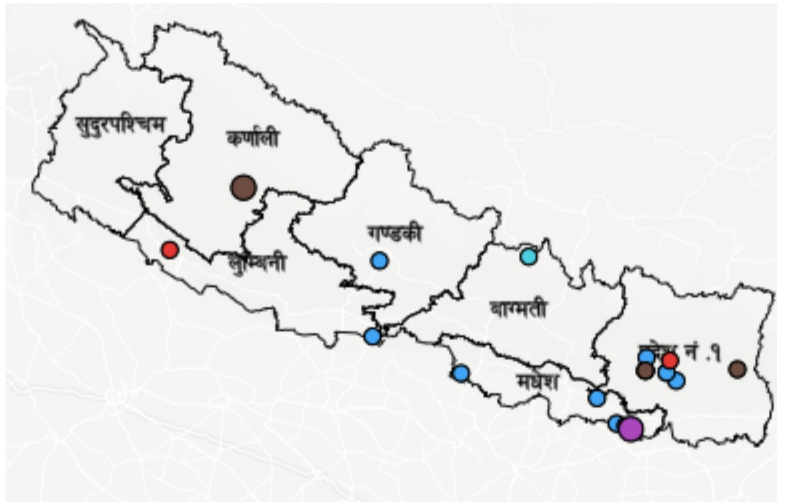 सुदुरपश्चिम
कर्णाली
गण्डकी
लुम्बिनी
बाग्मती
नं .१
मधेश